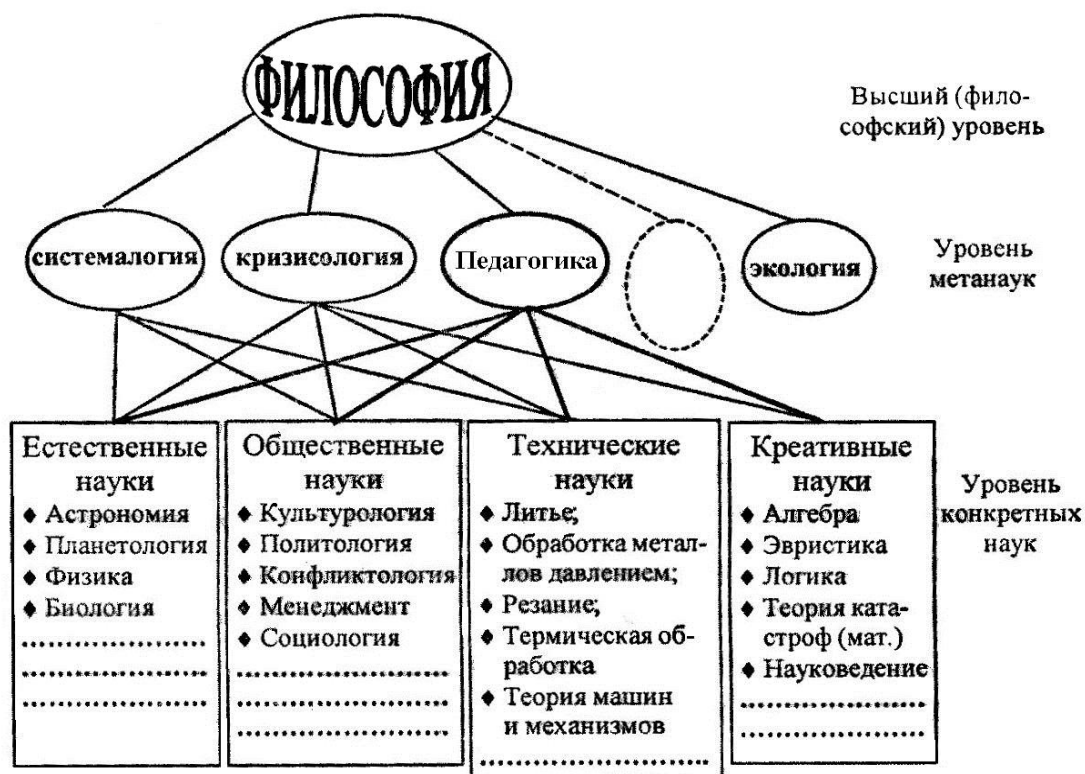 ФИЛОСОФИЯ
Высший (фило-
софский) уровень
системалогия
кризисология
Педагогика
экология
Уровень
метанаук
Естественные
науки
♦ Астрономия
♦ Планетология
♦ Физика
♦ Биология
Общественные
науки
♦ Культурология
♦ Политология
♦ Конфликтология
♦ Менеджмент
♦ Социология
Технические
науки
♦ Литье;
♦ Обработка метал-
лов давлением;
♦ Резание;
♦ Термическая об-
работка
♦ Теория машин
и механизмов
Креативные
науки
♦ Алгебра
♦ Эвристика
♦ Логика
♦ Теория ката-
строф (мат.)
♦ Науковедение
Уровень
конкретных
наук